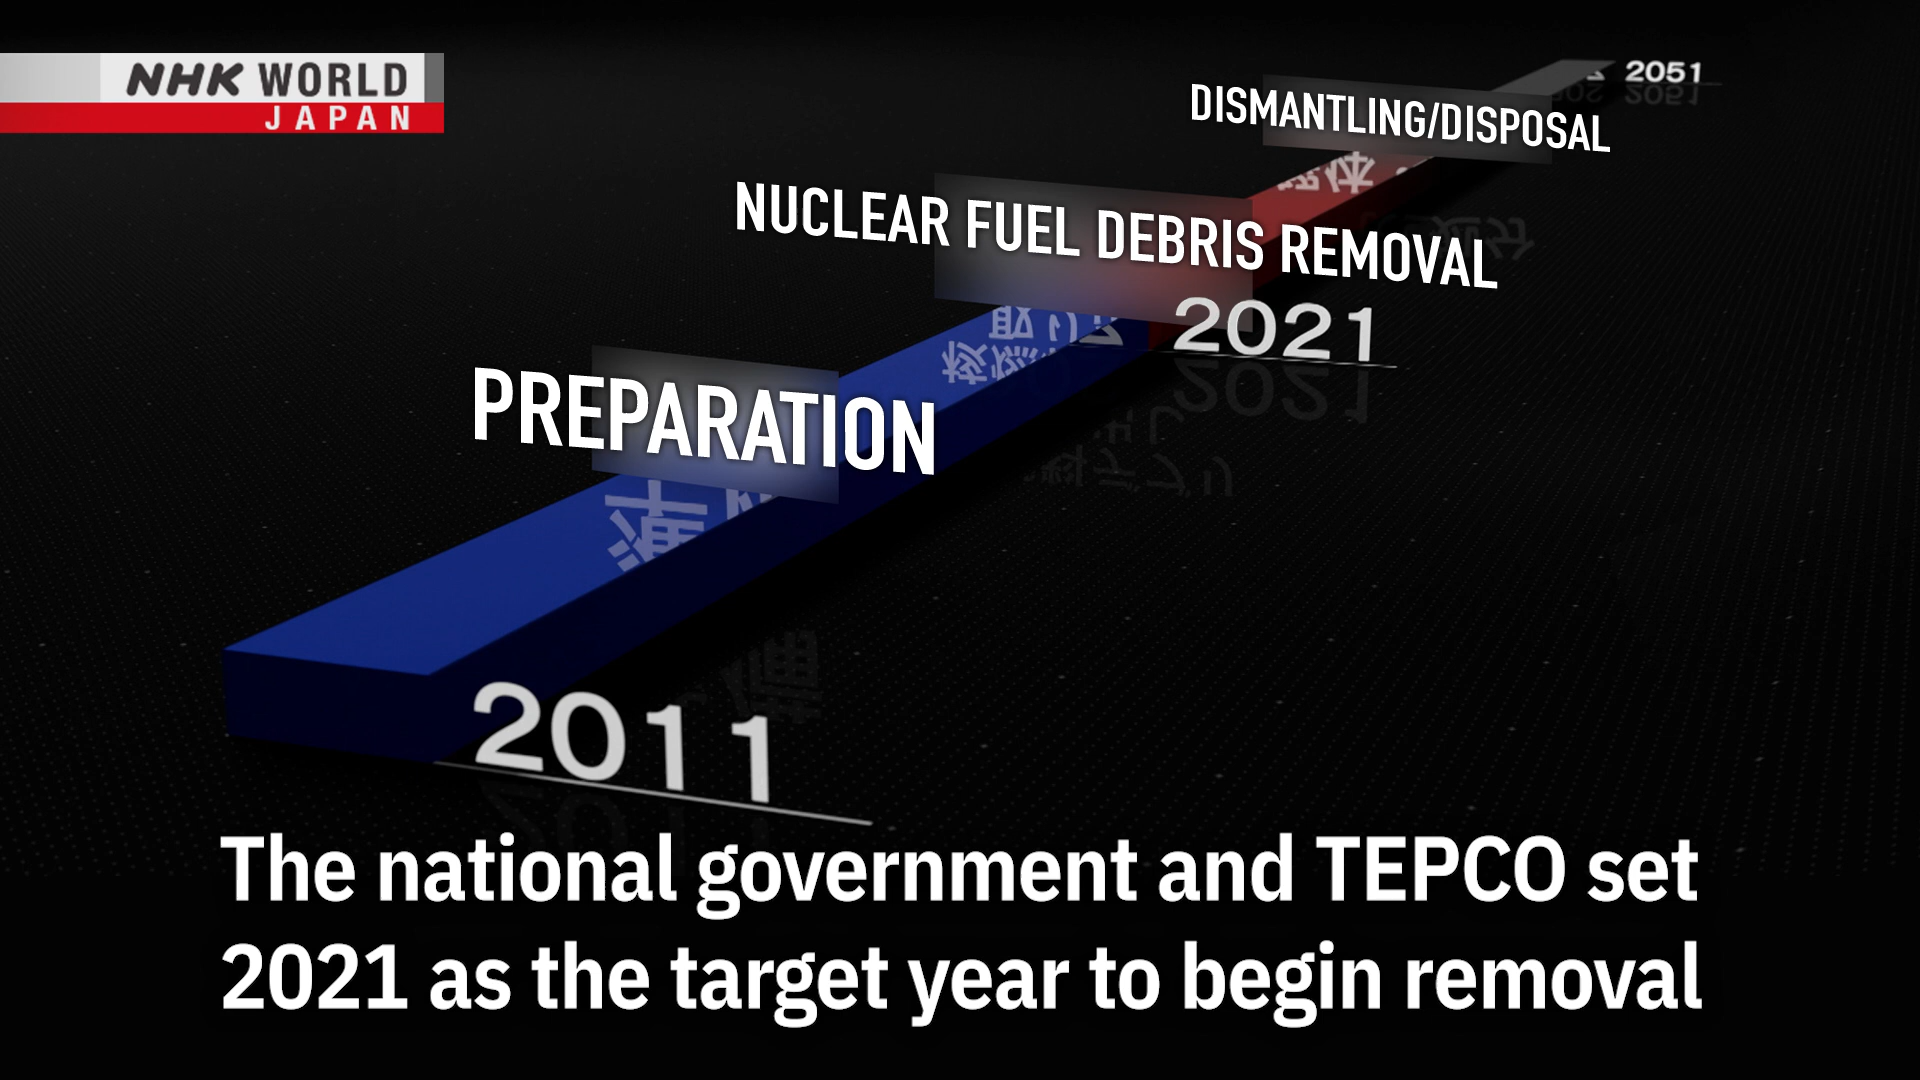 NHK WORLD
JAPAN
2051
DISMANTLING/DISPOSAL
NUCLEAR FUEL DEBRIS REMOVAL
2021
PREPARATION
2011
The national government and TEPCO set
2021 as the target year to begin removal